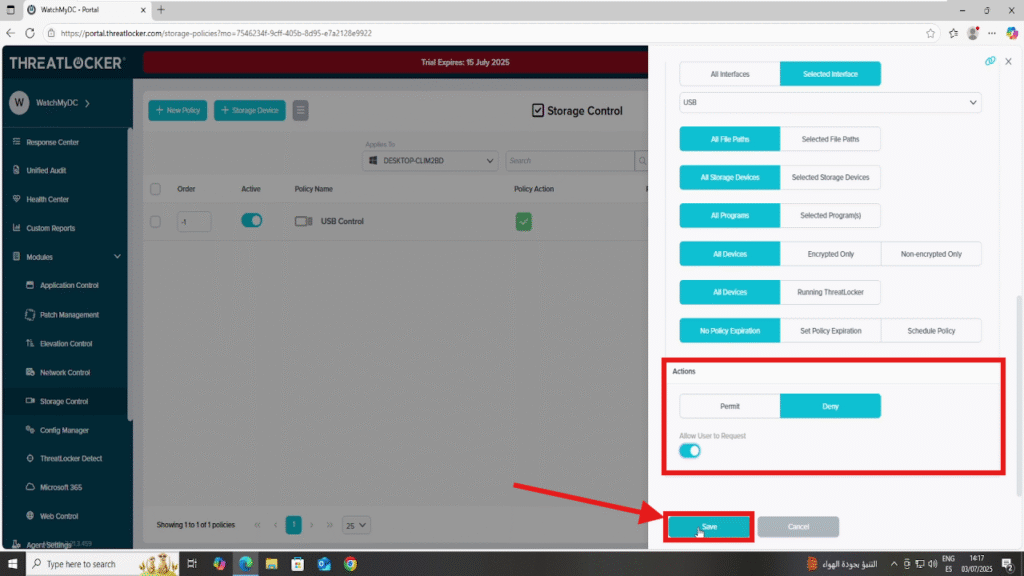 WatchMyDC - Portal
https://portal.threatlocker.com/storage-policies?mo=7546234f-9cff-405b-8d95-e7a2128e9922
THREATLOCKER
Trial Expires: 15 July 2025
W WatchMyDC
Response Center
Unified Audit
Health Center
Custom Reports
Modules
Application Control
Patch Management
Elevation Control
Network Control
Storage Control
Config Manager
ThreatLocker Detect
Microsoft 365
Web Control
Agent Settings
+ New Policy
+ Storage Device
Storage Control
Applies To
DESKTOP-CLIM2BD
Search
Order Active Policy Name Policy Action
-1 USB Control
Showing 1 to 1 of 1 policies « ‹ 1 › » 25
All Interfaces Selected Interface
USB
All File Paths Selected File Paths
All Storage Devices Selected Storage Devices
All Programs Selected Program(s)
All Devices Encrypted Only Non-encrypted Only
All Devices Running ThreatLocker
No Policy Expiration Set Policy Expiration Schedule Policy
Actions
Permit Deny
Allow User to Request
Save Cancel
Type here to search
التنبؤ بجودة الهواء
ENG
ES
14:17
03/07/2025
2